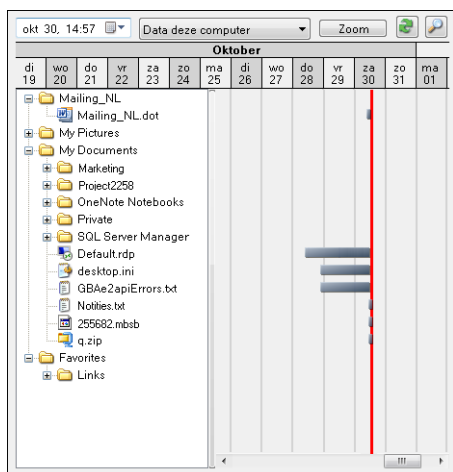 okt 30, 14:57 Data deze computer Zoom
Oktober
di wo do vr za zo ma di wo do vr za zo ma
19 20 21 22 23 24 25 26 27 28 29 30 31 01
Mailing_NL
Mailing_NL.dot
My Pictures
My Documents
Marketing
Project2258
OneNote Notebooks
Private
SQL Server Manager
Default.rdp
desktop.ini
GBAe2apiErrors.txt
Notities.txt
255682.mbsb
q.zip
Favorites
Links